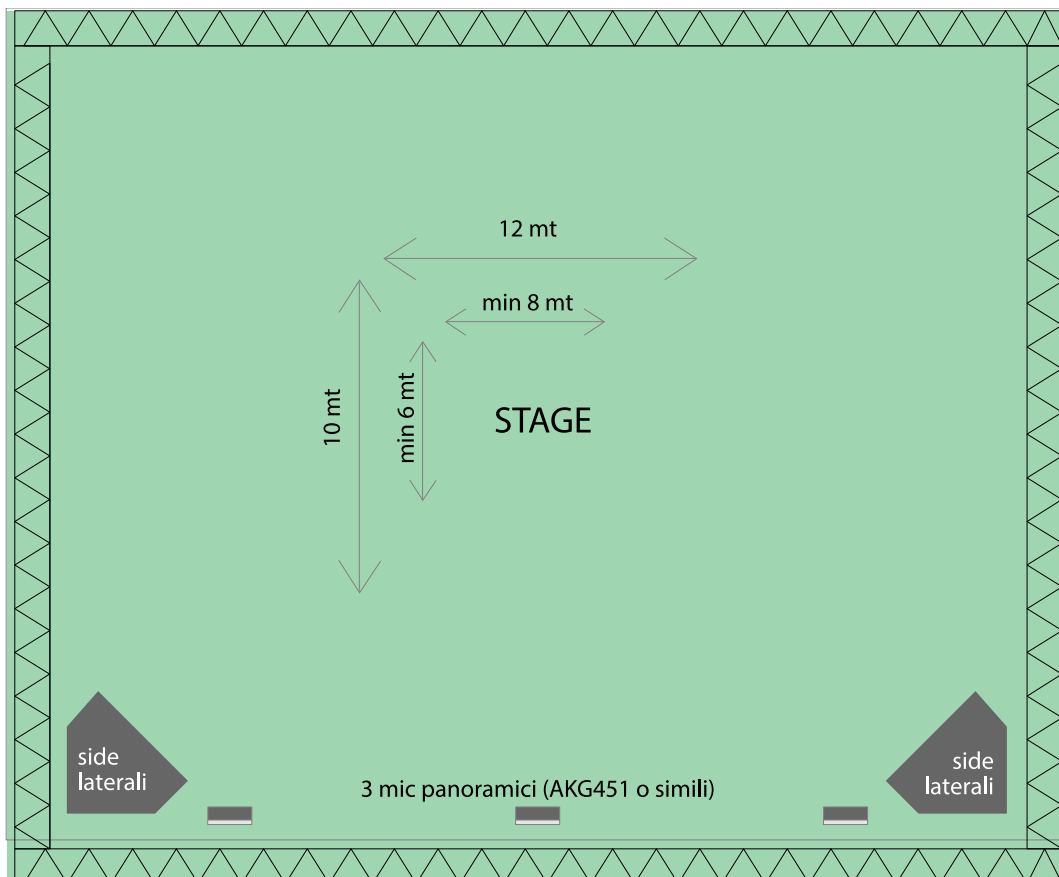 12 mt
min 8 mt
10 mt
min 6 mt
STAGE
side
laterali
side
laterali
3 mic panoramici (AKG451 o simili)